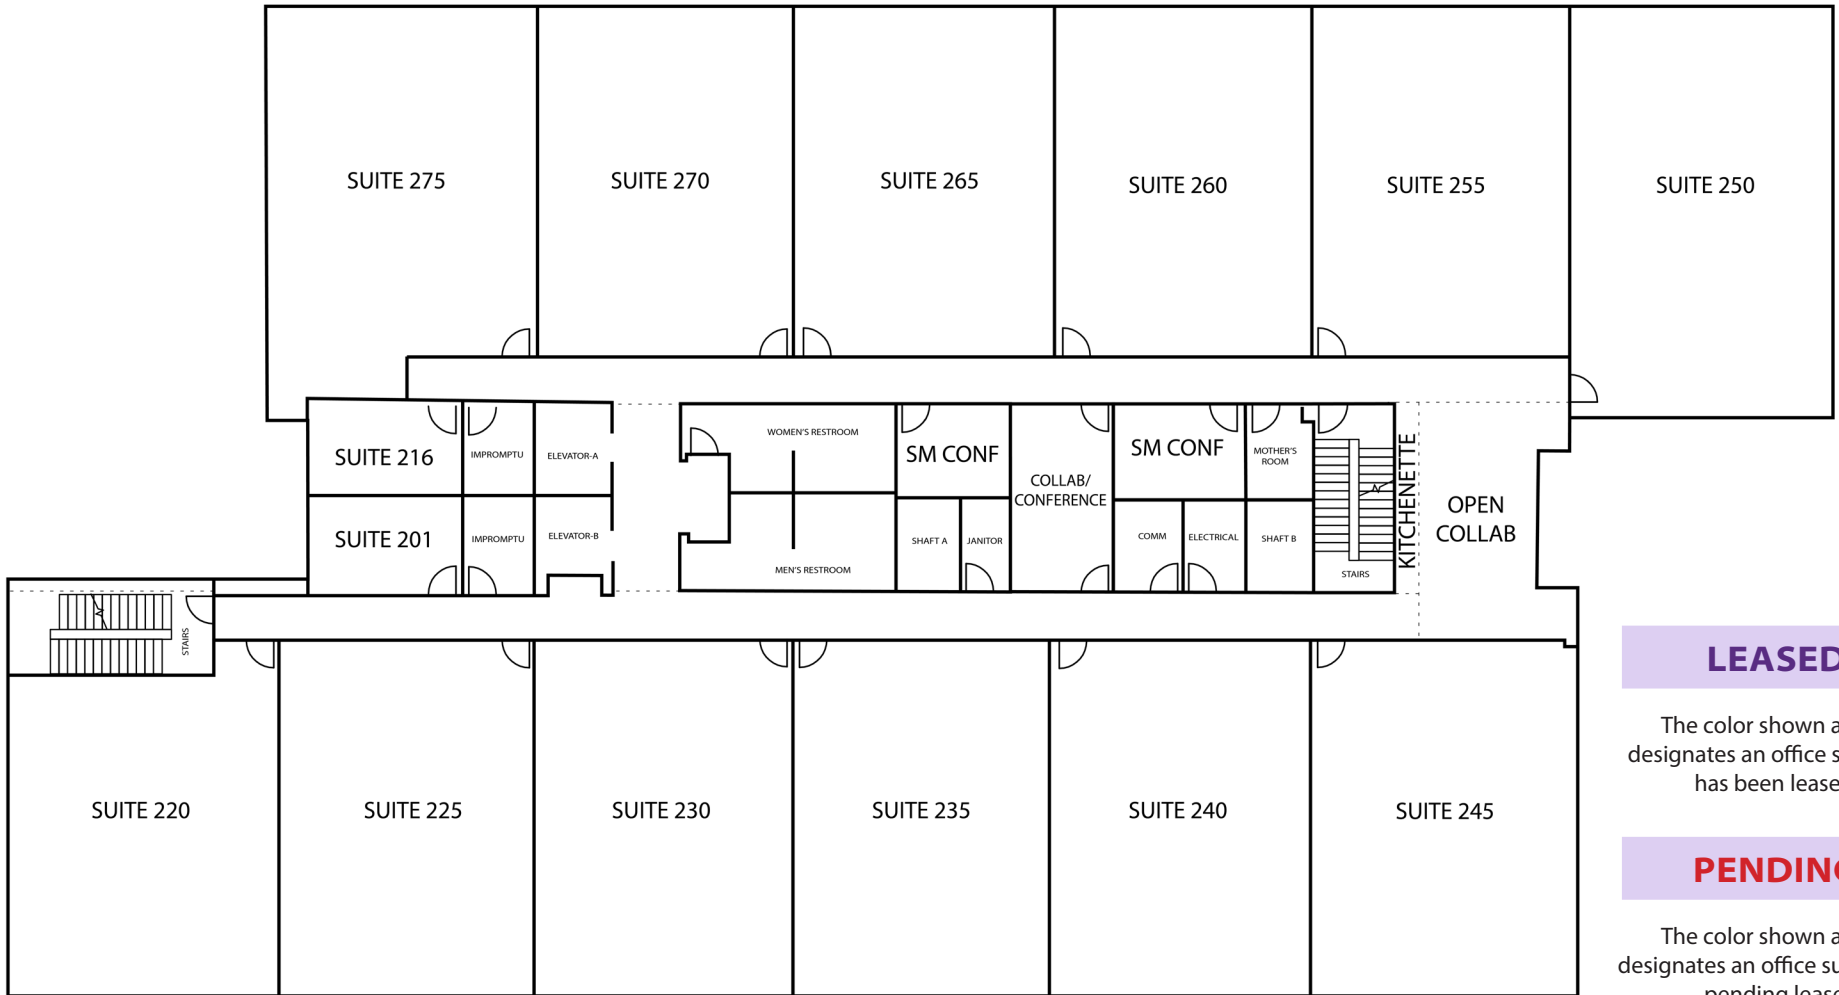 SUITE 275
SUITE 270
SUITE 265
SUITE 260
SUITE 255
SUITE 250
SUITE 216
IMPROMPTU
ELEVATOR-A
WOMEN'S RESTROOM
SM CONF
COLLAB/
CONFERENCE
SM CONF
MOTHER'S
ROOM
KITCHENETTE
OPEN
COLLAB
SUITE 201
IMPROMPTU
ELEVATOR-B
MEN'S RESTROOM
SHAFT A
JANITOR
COMM
ELECTRICAL
SHAFT B
STAIRS
STAIRS
SUITE 220
SUITE 225
SUITE 230
SUITE 235
SUITE 240
SUITE 245
LEASED
The color shown a
designates an office s
has been lease
PENDING
The color shown a
designates an office su
pending lease